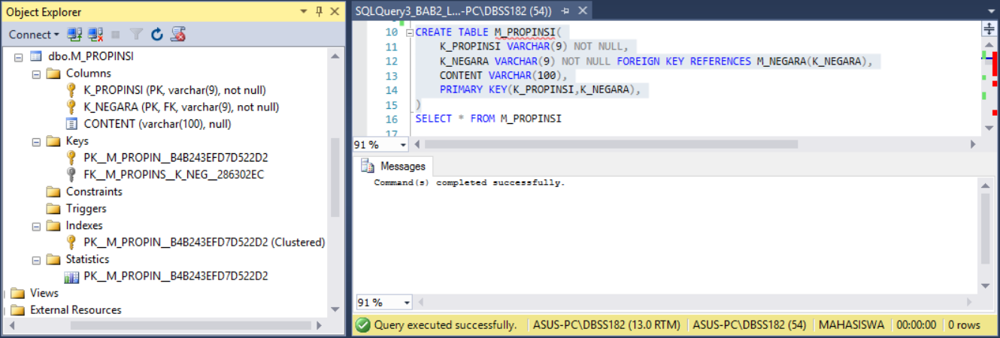 Object Explorer
Connect
dbo.M_PROPINSI
Columns
K_PROPINSI (PK, varchar(9), not null)
K_NEGARA (PK, FK, varchar(9), not null)
CONTENT (varchar(100), null)
Keys
PK__M_PROPIN__B4B243EFD7D522D2
FK__M_PROPINS__K_NEG__286302EC
Constraints
Triggers
Indexes
PK__M_PROPIN__B4B243EFD7D522D2 (Clustered)
Statistics
PK__M_PROPIN__B4B243EFD7D522D2
Views
External Resources
SQLQuery3_BAB2_L...-PC\DBSS182 (54))
10 CREATE TABLE M_PROPINSI(
11 K_PROPINSI VARCHAR(9) NOT NULL,
12 K_NEGARA VARCHAR(9) NOT NULL FOREIGN KEY REFERENCES M_NEGARA(K_NEGARA),
13 CONTENT VARCHAR(100),
14 PRIMARY KEY(K_PROPINSI,K_NEGARA),
15 )
16 SELECT * FROM M_PROPINSI
17
91 %
Messages
Command(s) completed successfully.
91 %
Query executed successfully. ASUS-PC\DBSS182 (13.0 RTM) ASUS-PC\DBSS182 (54) MAHASISWA 00:00:00 0 rows